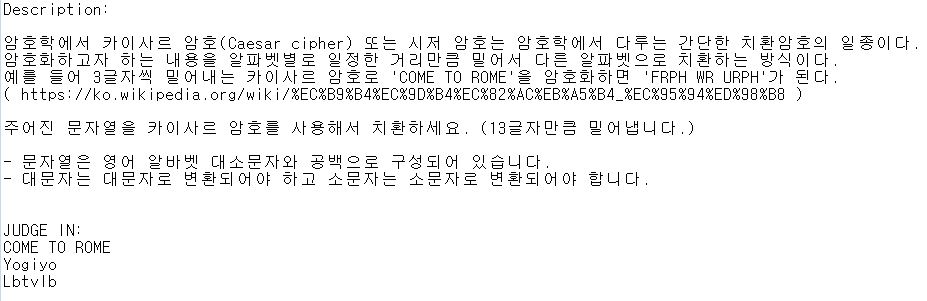 Description:
암호학에서 카이사르 암호(Caesar cipher) 또는 시저 암호는 암호학에서 다루는 간단한 치환암호의 일종이다.
암호화하고자 하는 내용을 알파벳별로 일정한 거리만큼 밀어서 다른 알파벳으로 치환하는 방식이다.
예를 들어 3글자씩 밀어내는 카이사르 암호로 'COME TO ROME'을 암호화하면 'FRPH WR URPH'가 된다.
( https://ko.wikipedia.org/wiki/%EC%B9%B4%EC%9D%B4%EC%82%AC%EB%A5%B4_%EC%95%94%ED%98%B8 )
주어진 문자열을 카이사르 암호를 사용해서 치환하세요. (13글자만큼 밀어냅니다.)
- 문자열은 영어 알바벳 대소문자와 공백으로 구성되어 있습니다.
- 대문자는 대문자로 변환되어야 하고 소문자는 소문자로 변환되어야 합니다.
JUDGE IN:
COME TO ROME
Yogiyo
Lbtvlb